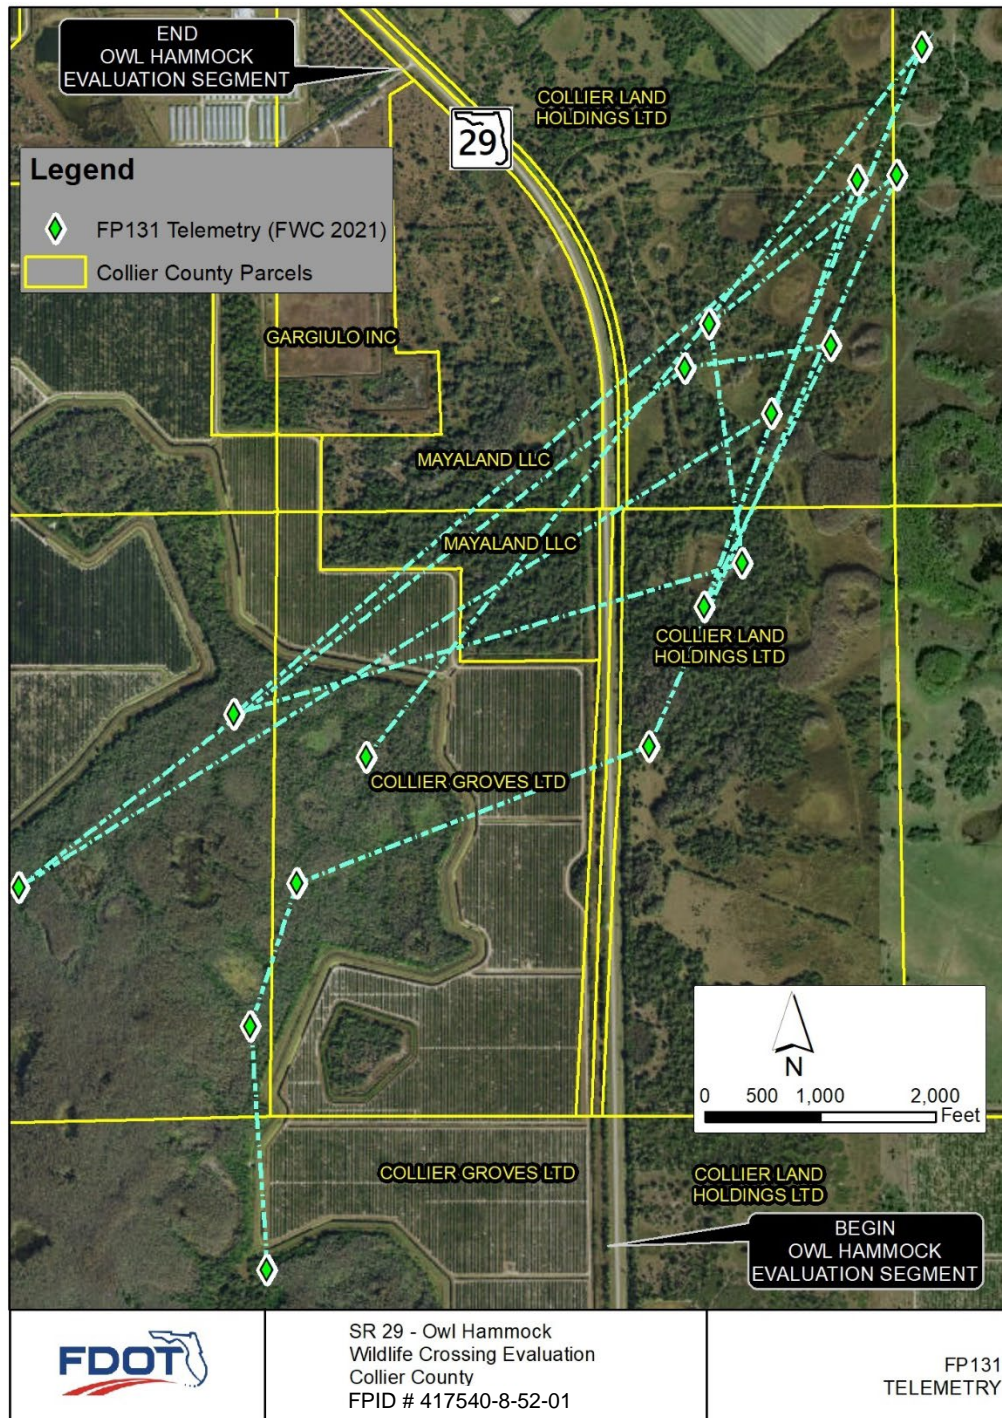 END
OWL HAMMOCK
EVALUATION SEGMENT
COLLIER LAND
HOLDINGS LTD
29
Legend
FP131 Telemetry (FWC 2021)
Collier County Parcels
GARGIULO INC
MAYALAND LLC
MAYALAND LLC
COLLIER LAND
HOLDINGS LTD
COLLIER GROVES LTD
N
0 500 1,000 2,000
Feet
COLLIER GROVES LTD
COLLIER LAND
HOLDINGS LTD
BEGIN
OWL HAMMOCK
EVALUATION SEGMENT
FDOT
SR 29 - Owl Hammock
Wildlife Crossing Evaluation
Collier County
FPID # 417540-8-52-01
FP131
TELEMETRY